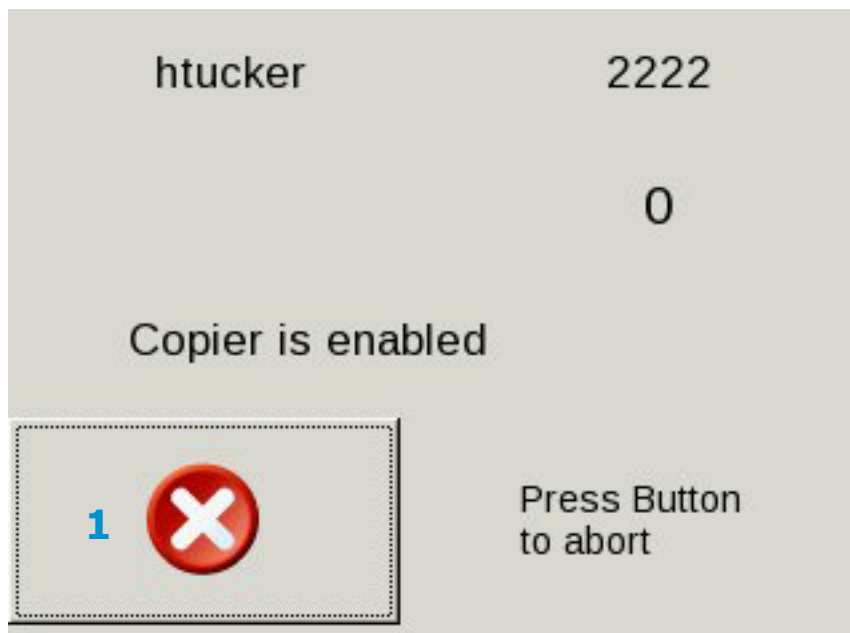 htucker 2222
0
Copier is enabled
1
Press Button
to abort